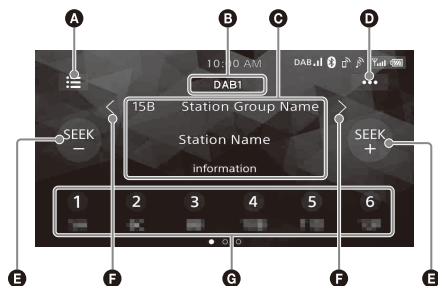 A B C D
10:00 AM DAB
DAB1
15B Station Group Name
SEEK − Station Name SEEK +
information
1 2 3 4 5 6
E F G F E